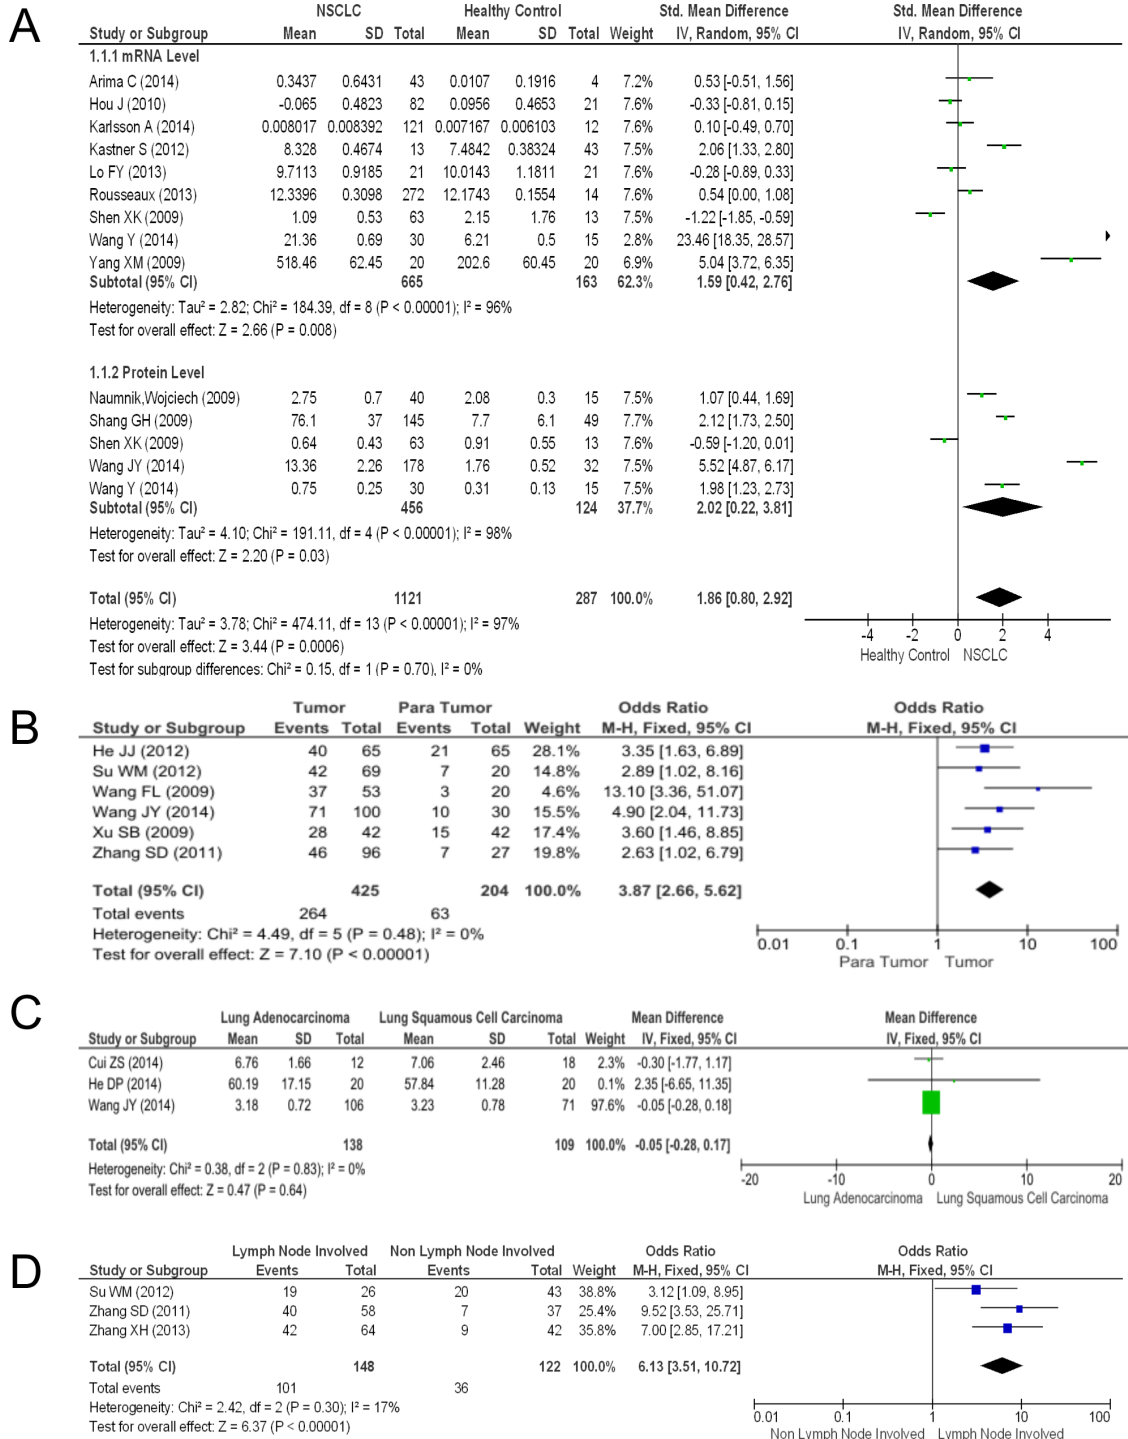 A
NSCLC Healthy Control Std. Mean Difference Std. Mean Difference
Study or Subgroup Mean SD Total Mean SD Total Weight IV, Random, 95% CI IV, Random, 95% CI
1.1.1 mRNA Level
Arima C (2014) 0.3437 0.6431 43 0.0107 0.1916 4 7.2% 0.53 [-0.51, 1.56]
Hou J (2010) -0.065 0.4823 82 0.0956 0.4653 21 7.6% -0.33 [-0.81, 0.15]
Karlsson A (2014) 0.008017 0.008392 121 0.007167 0.006103 12 7.6% 0.10 [-0.49, 0.70]
Kastner S (2012) 8.328 0.4674 13 7.4842 0.38324 43 7.5% 2.06 [1.33, 2.80]
Lo FY (2013) 9.7113 0.9185 21 10.0143 1.1811 21 7.6% -0.28 [-0.89, 0.33]
Rousseaux (2013) 12.3396 0.3098 272 12.1743 0.1554 14 7.6% 0.54 [0.00, 1.08]
Shen XK (2009) 1.09 0.53 63 2.15 1.76 13 7.5% -1.22 [-1.85, -0.59]
Wang Y (2014) 21.36 0.69 30 6.21 0.5 15 2.8% 23.46 [18.35, 28.57]
Yang XM (2009) 518.46 62.45 20 202.6 60.45 20 6.9% 5.04 [3.72, 6.35]
Subtotal (95% CI) 665 163 62.3% 1.59 [0.42, 2.76]
Heterogeneity: Tau² = 2.82; Chi² = 184.39, df = 8 (P < 0.00001); I² = 96%
Test for overall effect: Z = 2.66 (P = 0.008)
1.1.2 Protein Level
Naumnik,Wojciech (2009) 2.75 0.7 40 2.08 0.3 15 7.5% 1.07 [0.44, 1.69]
Shang GH (2009) 76.1 37 145 7.7 6.1 49 7.7% 2.12 [1.73, 2.50]
Shen XK (2009) 0.64 0.43 63 0.91 0.55 13 7.5% -0.59 [-1.20, 0.01]
Wang JY (2014) 13.36 2.26 178 1.76 0.52 32 7.5% 5.52 [4.87, 6.17]
Wang Y (2014) 0.75 0.25 30 0.31 0.13 15 7.5% 1.98 [1.23, 2.73]
Subtotal (95% CI) 456 124 37.7% 2.02 [0.22, 3.81]
Heterogeneity: Tau² = 4.10; Chi² = 191.11, df = 4 (P < 0.00001); I² = 98%
Test for overall effect: Z = 2.20 (P = 0.03)
Total (95% CI) 1121 287 100.0% 1.86 [0.80, 2.92]
Heterogeneity: Tau² = 3.78; Chi² = 474.11, df = 13 (P < 0.00001); I² = 97%
Test for overall effect: Z = 3.44 (P = 0.0006)
Test for subgroup differences: Chi² = 0.15, df = 1 (P = 0.70), I² = 0%
-4 -2 0 2 4
Healthy Control NSCLC
B
Tumor Para Tumor Odds Ratio Odds Ratio
Study or Subgroup Events Total Events Total Weight M-H, Fixed, 95% CI M-H, Fixed, 95% CI
He JJ (2012) 40 65 21 65 28.1% 3.35 [1.63, 6.89]
Su WM (2012) 42 69 7 20 14.8% 2.89 [1.02, 8.16]
Wang FL (2009) 37 53 3 20 4.6% 13.10 [3.36, 51.07]
Wang JY (2014) 71 100 10 30 15.5% 4.90 [2.04, 11.73]
Xu SB (2009) 28 42 15 42 17.4% 3.60 [1.46, 8.85]
Zhang SD (2011) 46 96 7 27 19.8% 2.63 [1.02, 6.79]
Total (95% CI) 425 204 100.0% 3.87 [2.66, 5.62]
Total events 264 63
Heterogeneity: Chi² = 4.49, df = 5 (P = 0.48); I² = 0%
Test for overall effect: Z = 7.10 (P < 0.00001)
0.01 0.1 1 10 100
Para Tumor Tumor
C
Lung Adenocarcinoma Lung Squamous Cell Carcinoma Mean Difference Mean Difference
Study or Subgroup Mean SD Total Mean SD Total Weight IV, Fixed, 95% CI IV, Fixed, 95% CI
Cui ZS (2014) 6.76 1.66 12 7.06 2.46 18 2.3% -0.30 [-1.77, 1.17]
He DP (2014) 60.19 17.15 20 57.84 11.28 20 0.1% 2.35 [-6.65, 11.35]
Wang JY (2014) 3.18 0.72 106 3.23 0.78 71 97.6% -0.05 [-0.28, 0.18]
Total (95% CI) 138 109 100.0% -0.05 [-0.28, 0.17]
Heterogeneity: Chi² = 0.38, df = 2 (P = 0.83); I² = 0%
Test for overall effect: Z = 0.47 (P = 0.64)
-20 -10 0 10 20
Lung Adenocarcinoma Lung Squamous Cell Carcinoma
D
Lymph Node Involved Non Lymph Node Involved Odds Ratio Odds Ratio
Study or Subgroup Events Total Events Total Weight M-H, Fixed, 95% CI M-H, Fixed, 95% CI
Su WM (2012) 19 26 20 43 38.8% 3.12 [1.09, 8.95]
Zhang SD (2011) 40 58 7 37 25.4% 9.52 [3.53, 25.71]
Zhang XH (2013) 42 64 9 42 35.8% 7.00 [2.85, 17.21]
Total (95% CI) 148 122 100.0% 6.13 [3.51, 10.72]
Total events 101 36
Heterogeneity: Chi² = 2.42, df = 2 (P = 0.30); I² = 17%
Test for overall effect: Z = 6.37 (P < 0.00001)
0.01 0.1 1 10 100
Non Lymph Node Involved Lymph Node Involved